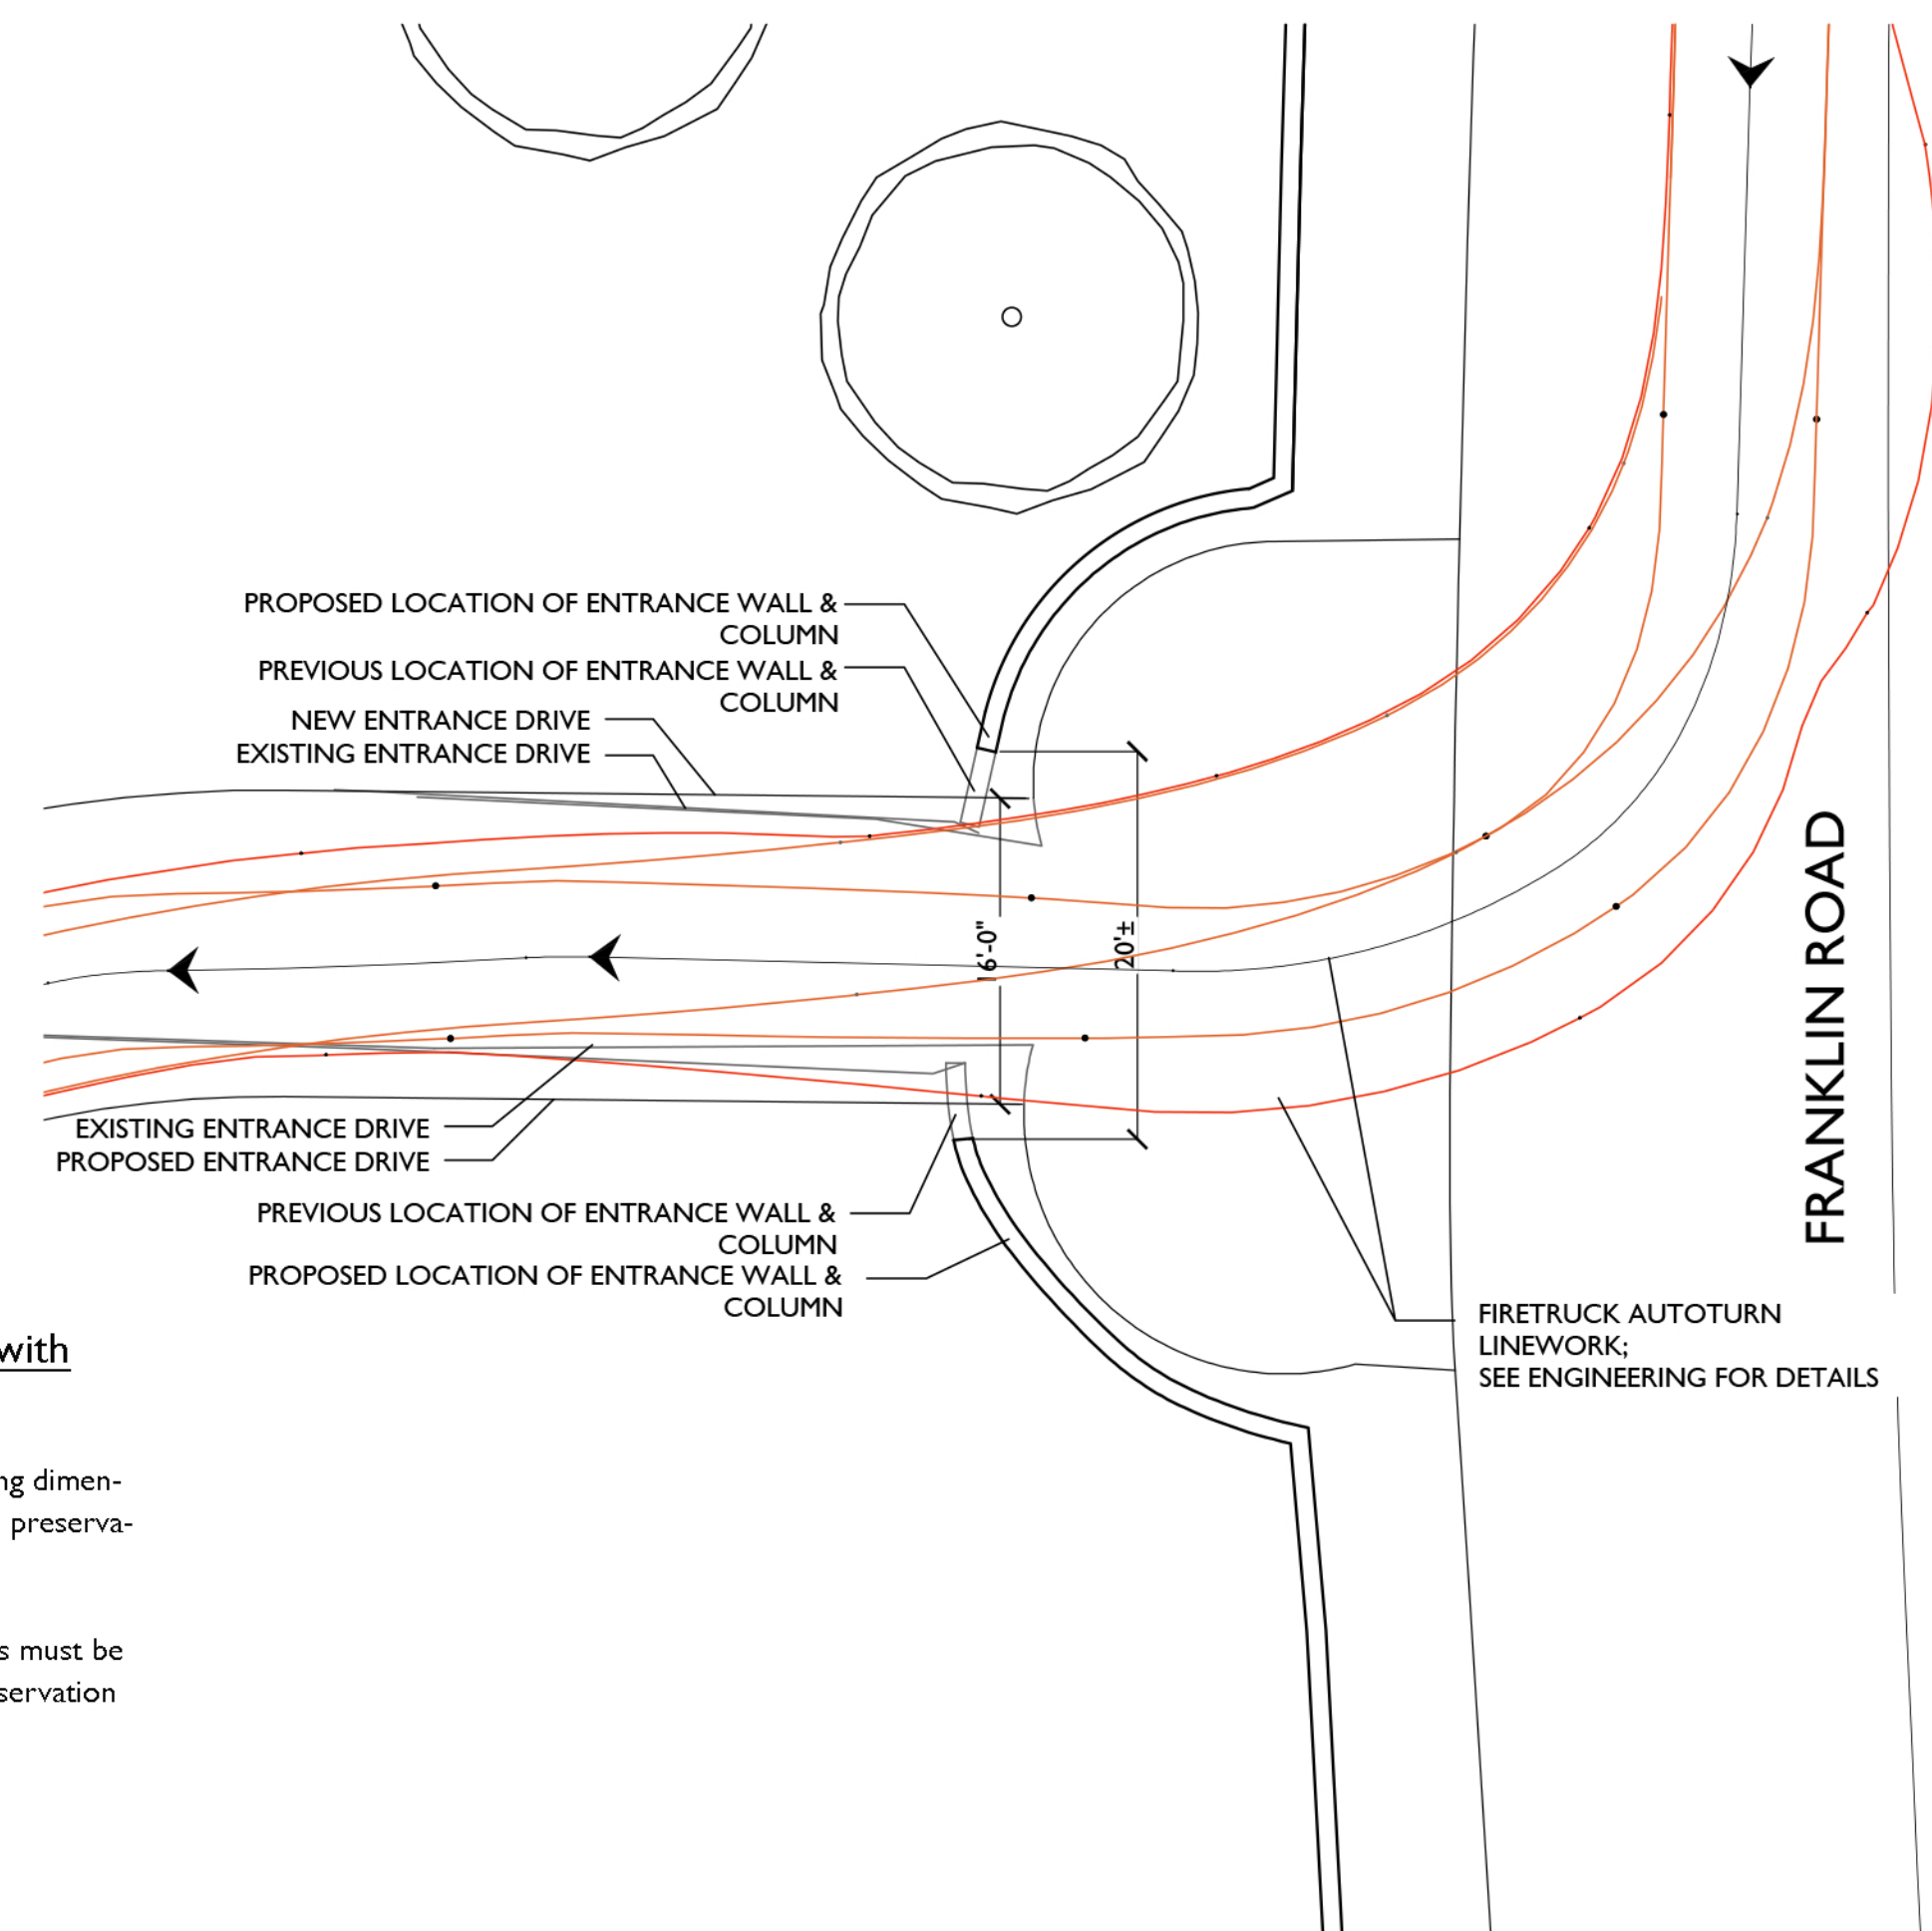 PROPOSED LOCATION OF ENTRANCE WALL &
COLUMN
PREVIOUS LOCATION OF ENTRANCE WALL &
COLUMN
NEW ENTRANCE DRIVE
EXISTING ENTRANCE DRIVE
16'-0"
20'±
FRANKLIN ROAD
EXISTING ENTRANCE DRIVE
PROPOSED ENTRANCE DRIVE
PREVIOUS LOCATION OF ENTRANCE WALL &
COLUMN
PROPOSED LOCATION OF ENTRANCE WALL &
COLUMN
FIRETRUCK AUTOTURN
LINEWORK;
SEE ENGINEERING FOR DETAILS
with
ng dimen-
preserva-
s must be
servation